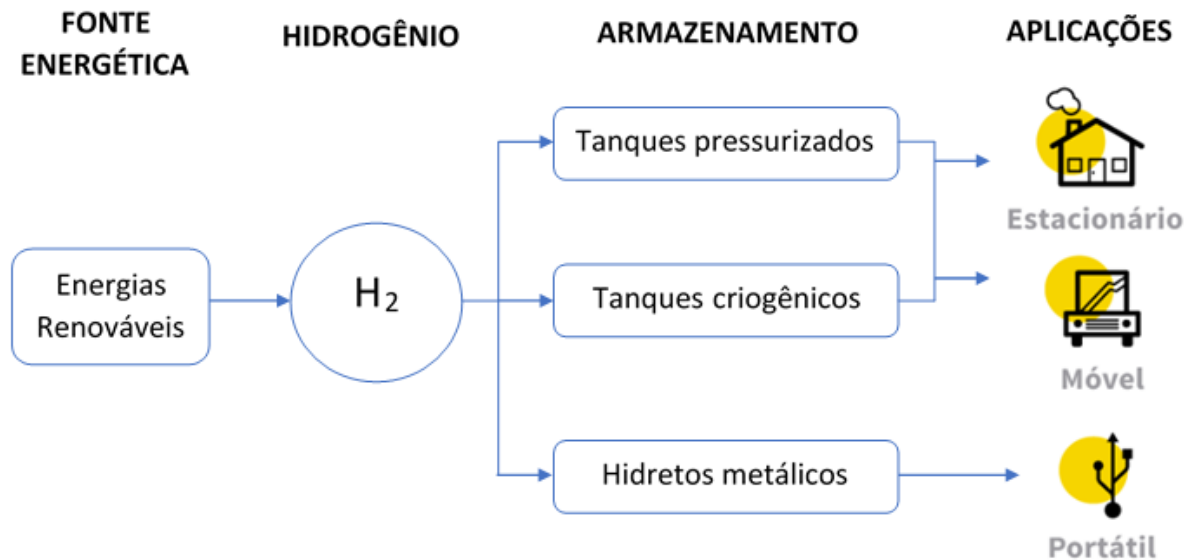 FONTE
ENERGÉTICA
HIDROGÊNIO
ARMAZENAMENTO
APLICAÇÕES
Energias
Renováveis
H₂
Tanques pressurizados
Tanques criogênicos
Hidretos metálicos
Estacionário
Móvel
Portátil